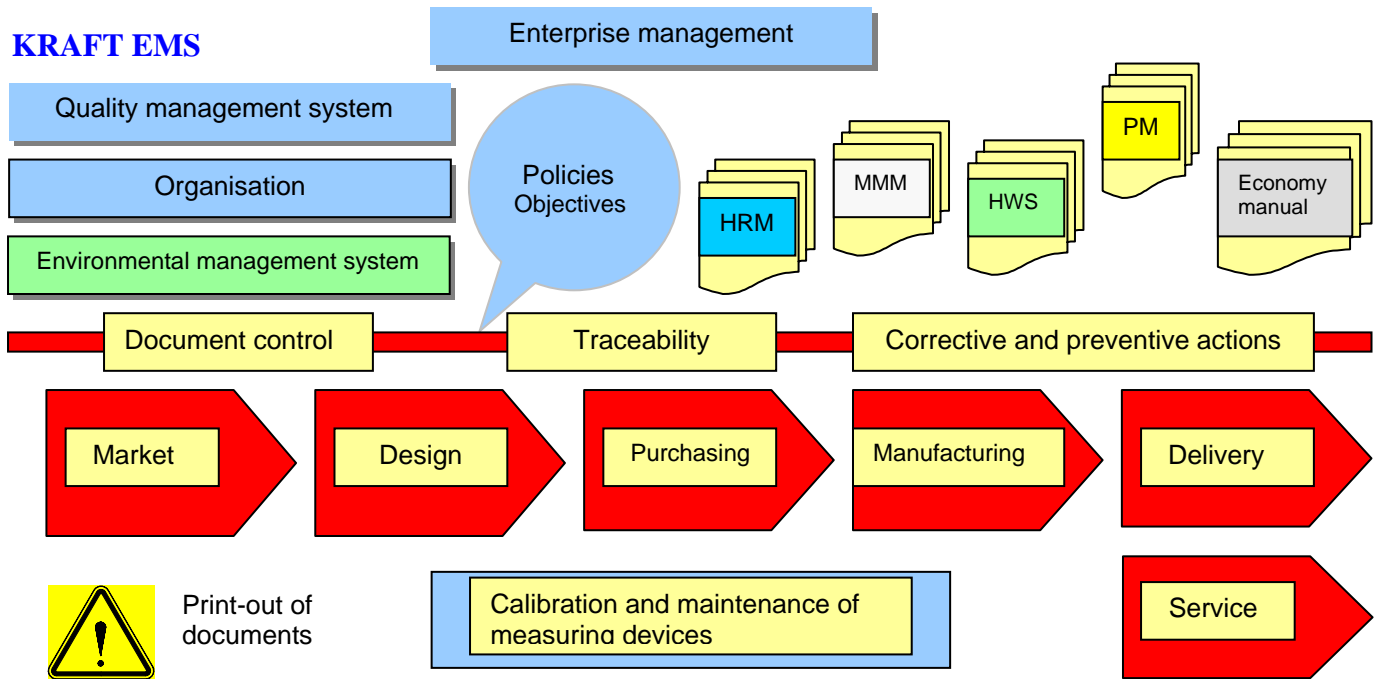 KRAFT EMS
Enterprise management
Quality management system
Organisation
Environmental management system
Policies
Objectives
HRM
MMM
HWS
PM
Economy
manual
Document control
Traceability
Corrective and preventive actions
Market
Design
Purchasing
Manufacturing
Delivery
Print-out of
documents
Calibration and maintenance of
measuring devices
Service